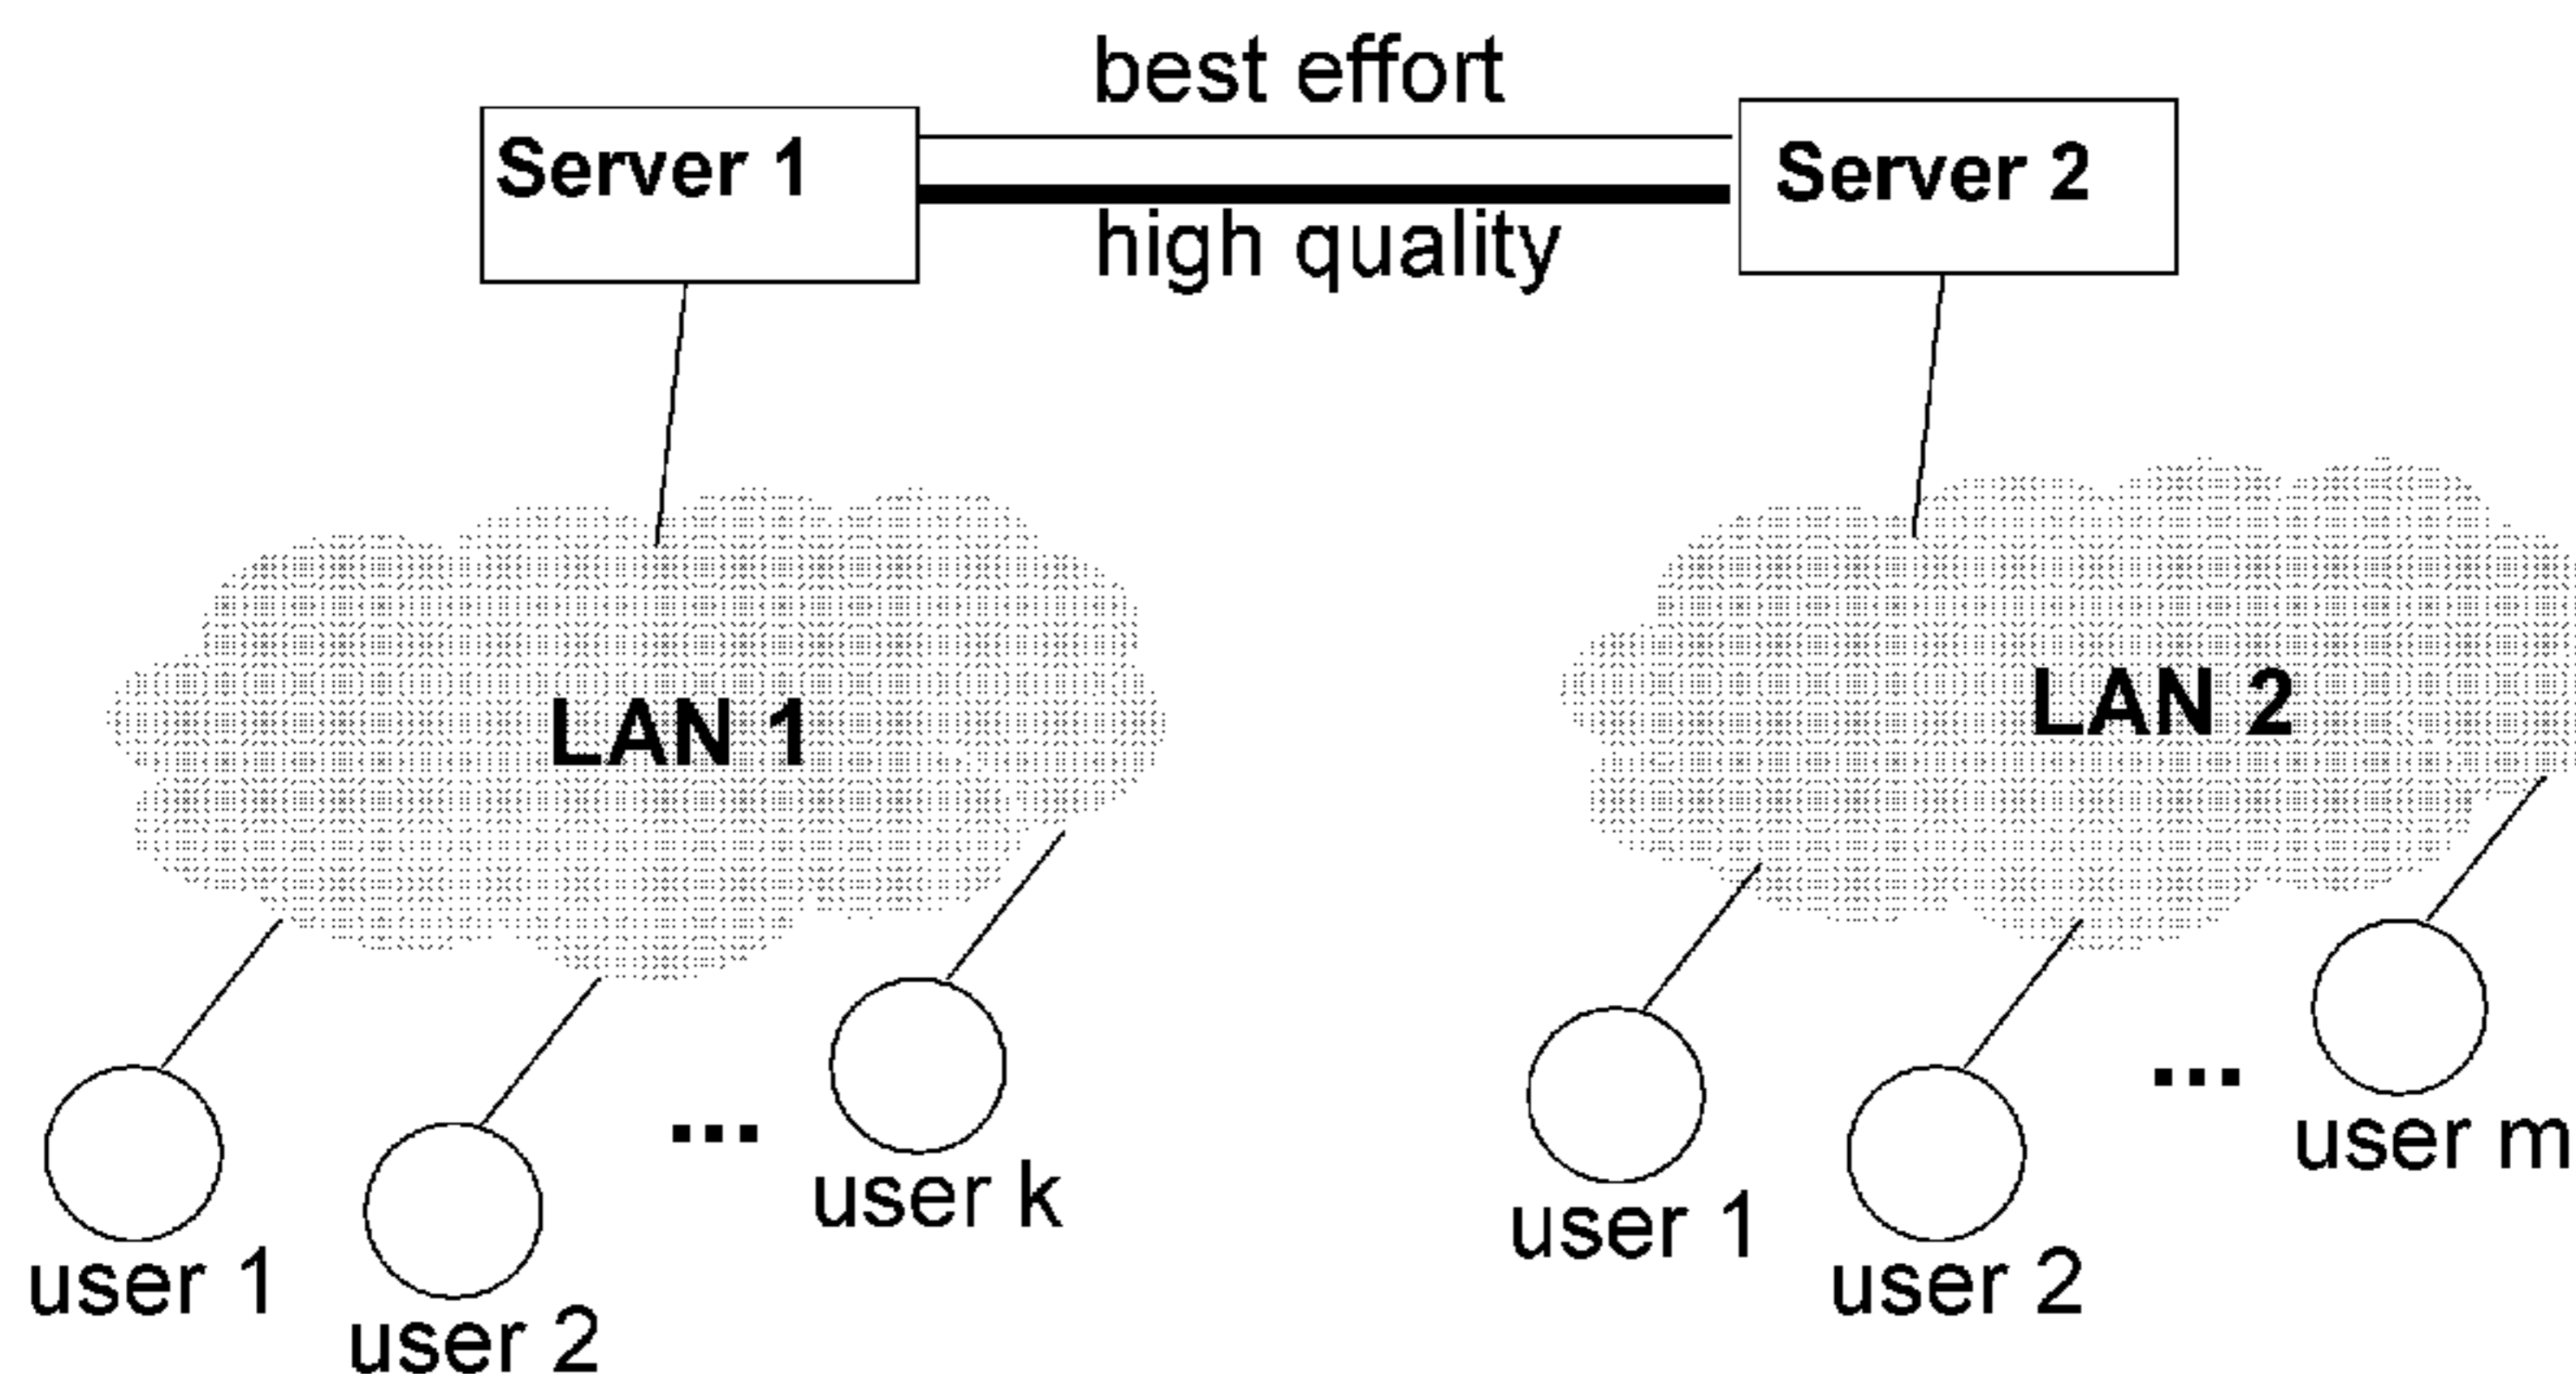 best effort
Server 1
Server 2
high quality
LAN 1
LAN 2
...
...
user 1
user 2
user k
user 1
user 2
user m